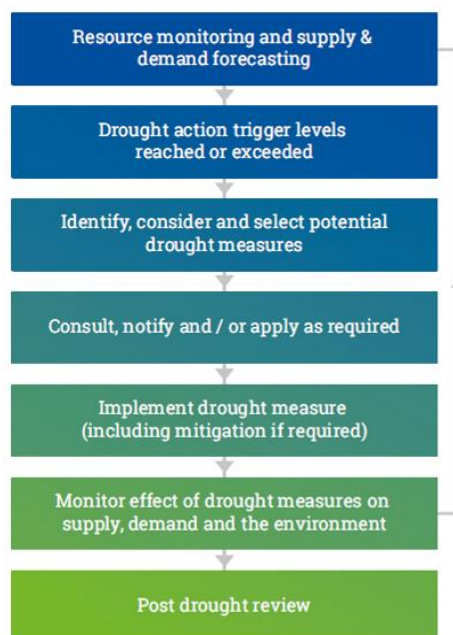 Resource monitoring and supply &
demand forecasting
Drought action trigger levels
reached or exceeded
Identify, consider and select potential
drought measures
Consult, notify and / or apply as required
Implement drought measure
(including mitigation if required)
Monitor effect of drought measures on
supply, demand and the environment
Post drought review